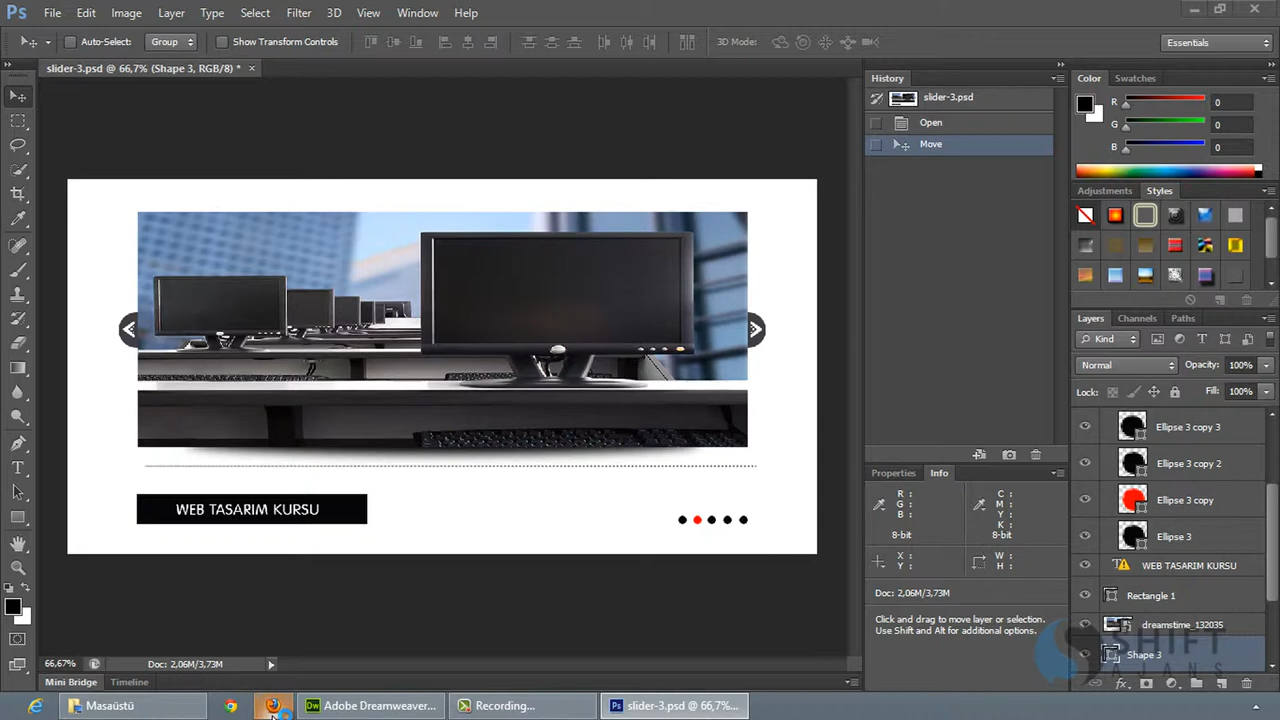 Ps File Edit Image Layer Type Select Filter 3D View Window Help
Auto-Select: Group Show Transform Controls 3D Mode: Essentials
slider-3.psd @ 66,7% (Shape 3, RGB/8) * ×
History
slider-3.psd
Open
Move
Color Swatches
R 0
G 0
B 0
Adjustments Styles
Layers Channels Paths
Kind
Normal Opacity: 100%
Lock: Fill: 100%
Ellipse 3 copy 3
Ellipse 3 copy 2
Ellipse 3 copy
Ellipse 3
WEB TASARIM KURSU
Rectangle 1
dreamstime_132035
Shape 3
WEB TASARIM KURSU
Properties Info
R : C :
G : M :
B : Y :
K :
8-bit 8-bit
X : W :
Y : H :
Doc: 2,06M/3,73M
Click and drag to move layer or selection.
Use Shift and Alt for additional options.
SHIFT
AJANS
66,67% Doc: 2,06M/3,73M
Mini Bridge Timeline
Masaüstü
Dw Adobe Dreamweaver...
Recording...
Ps slider-3.psd @ 66,7%...